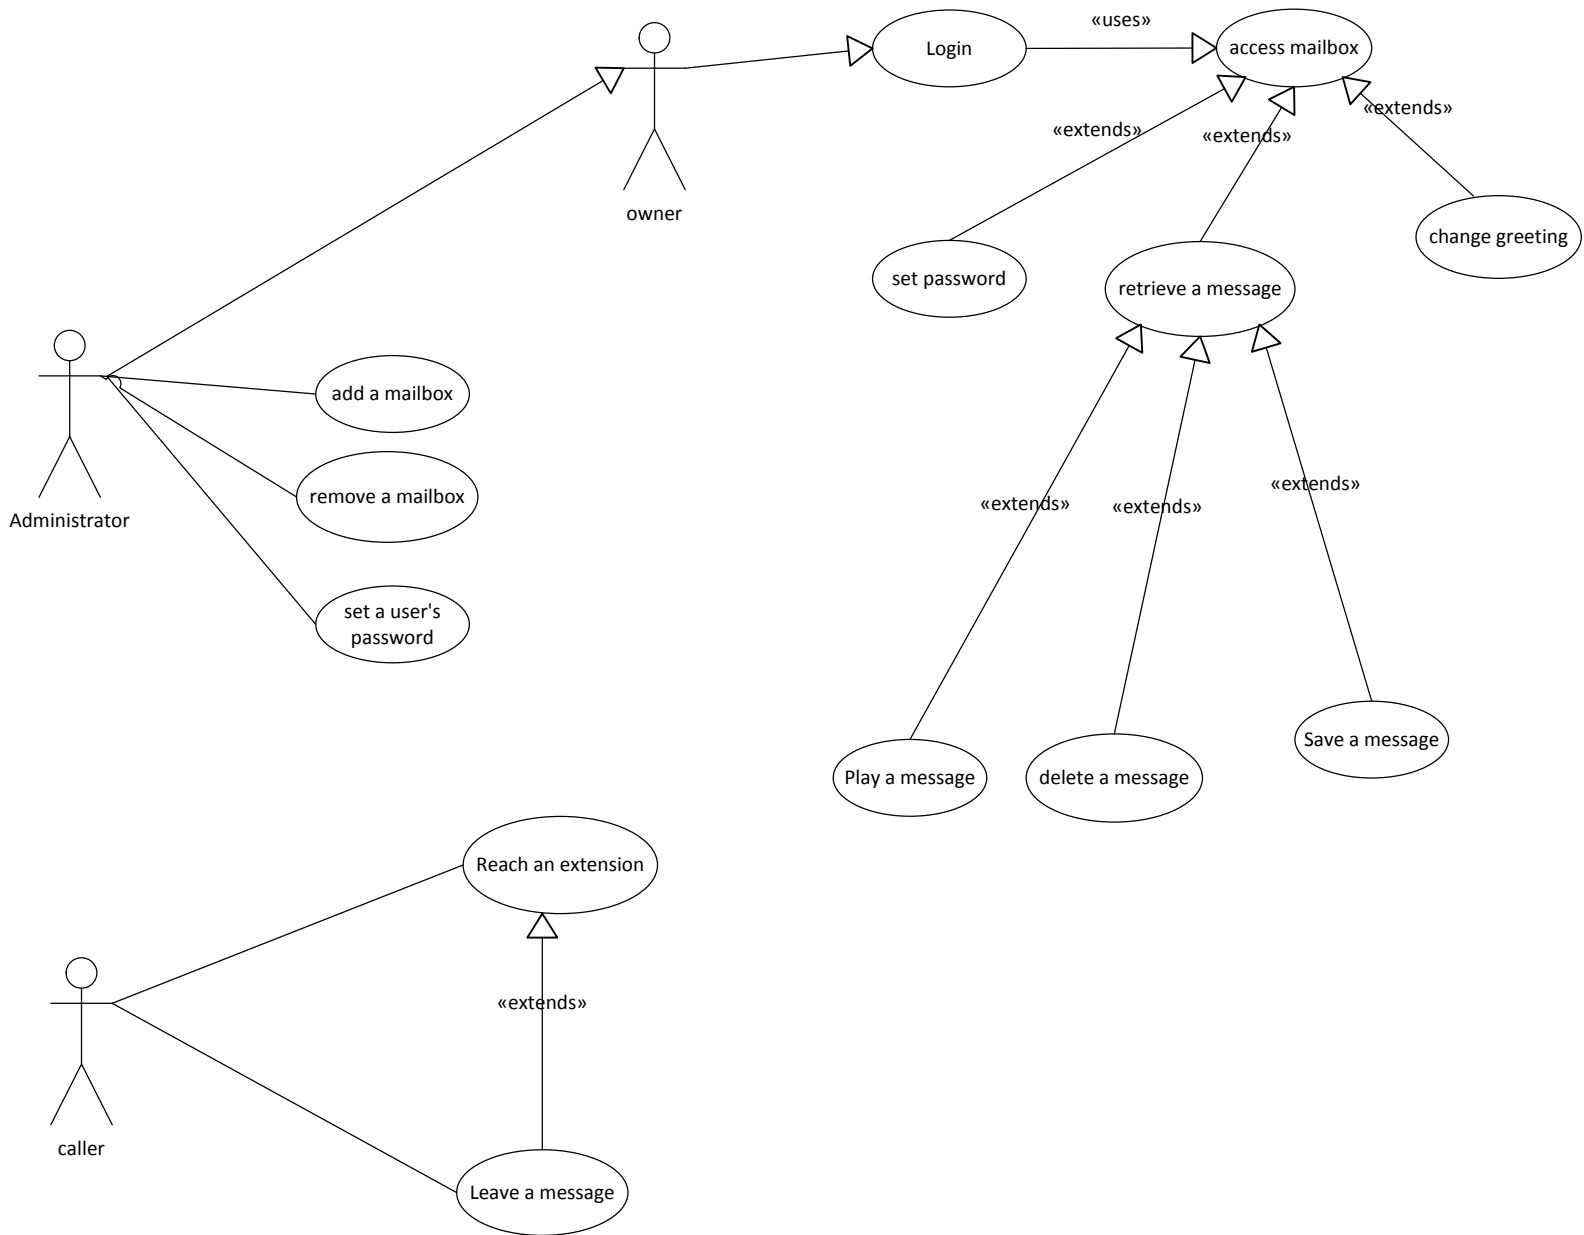 «uses»
Login
access mailbox
«extends»
«extends»
«extends»
owner
change greeting
set password
retrieve a message
add a mailbox
remove a mailbox
«extends»
«extends»
«extends»
Administrator
set a user's
password
Save a message
Play a message
delete a message
Reach an extension
«extends»
caller
Leave a message